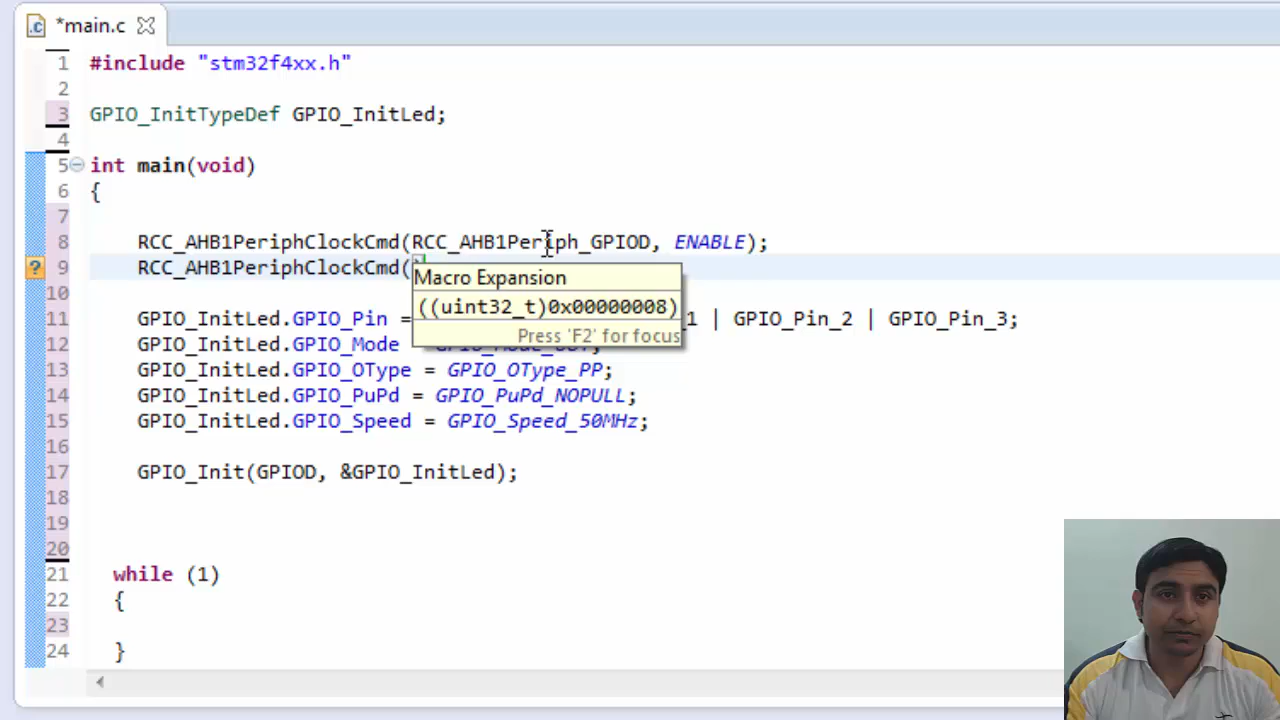 *main.c
1 #include "stm32f4xx.h"
2
3 GPIO_InitTypeDef GPIO_InitLed;
4
5 int main(void)
6 {
7
8 RCC_AHB1PeriphClockCmd(RCC_AHB1Periph_GPIOD, ENABLE);
9 RCC_AHB1PeriphClockCmd(
Macro Expansion
10
((uint32_t)0x00000008)
11 GPIO_InitLed.GPIO_Pin = _1 | GPIO_Pin_2 | GPIO_Pin_3;
Press 'F2' for focus
12 GPIO_InitLed.GPIO_Mode
13 GPIO_InitLed.GPIO_OType = GPIO_OType_PP;
14 GPIO_InitLed.GPIO_PuPd = GPIO_PuPd_NOPULL;
15 GPIO_InitLed.GPIO_Speed = GPIO_Speed_50MHz;
16
17 GPIO_Init(GPIOD, &GPIO_InitLed);
18
19
20
21 while (1)
22 {
23
24 }